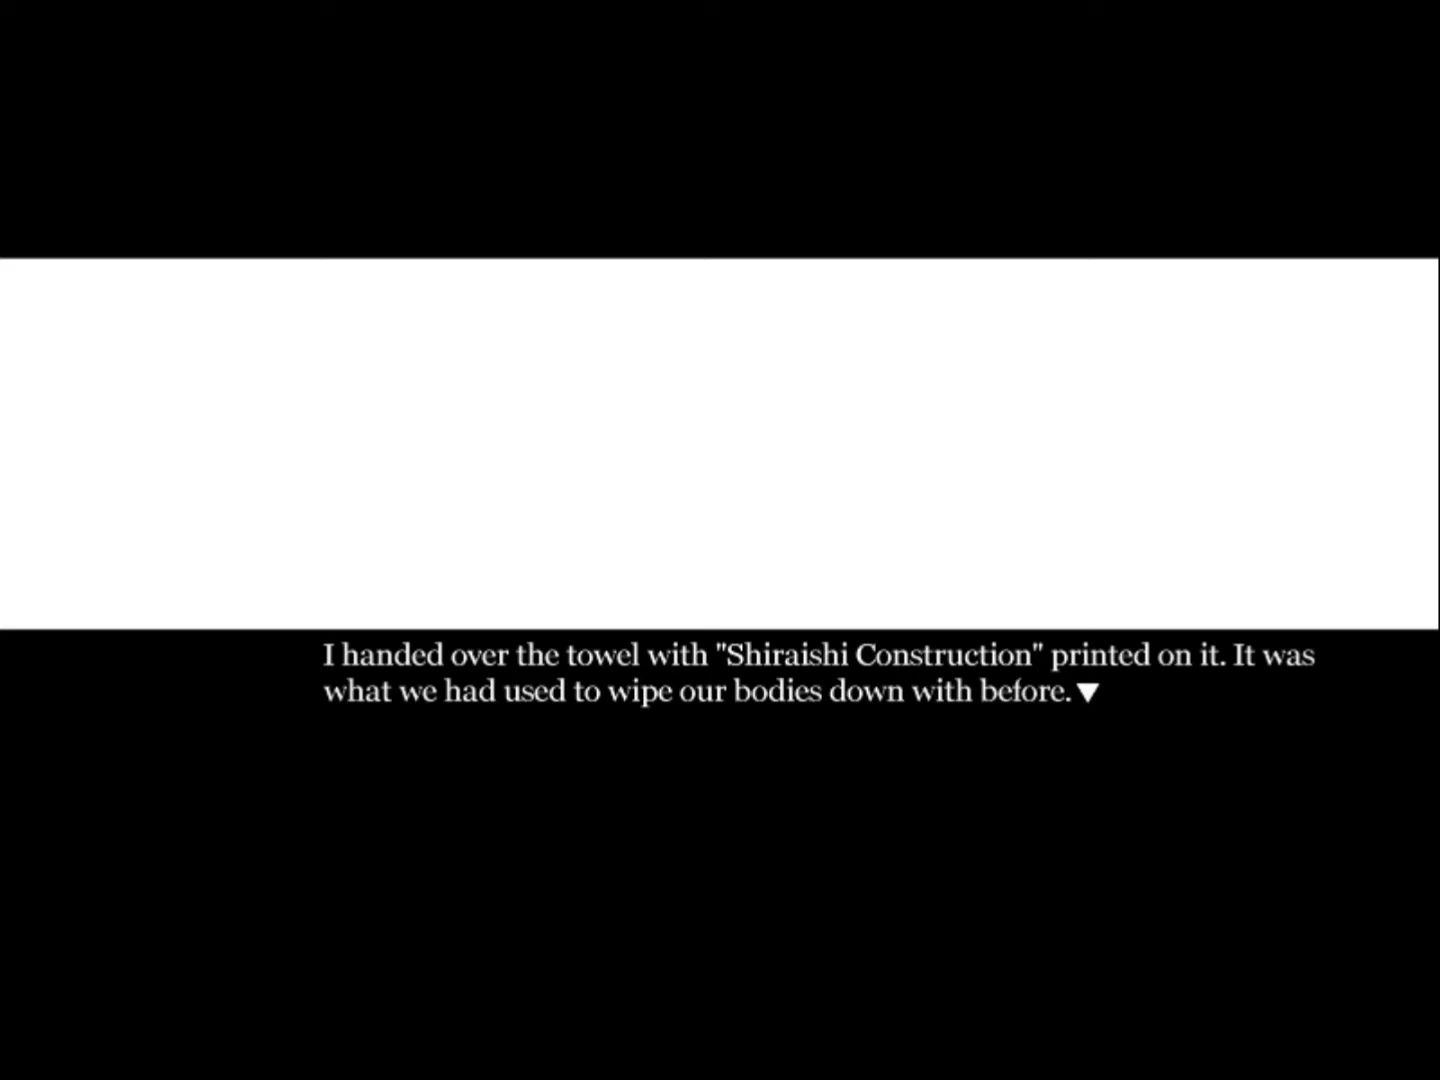 I handed over the towel with "Shiraishi Construction" printed on it. It was
what we had used to wipe our bodies down with before.▼